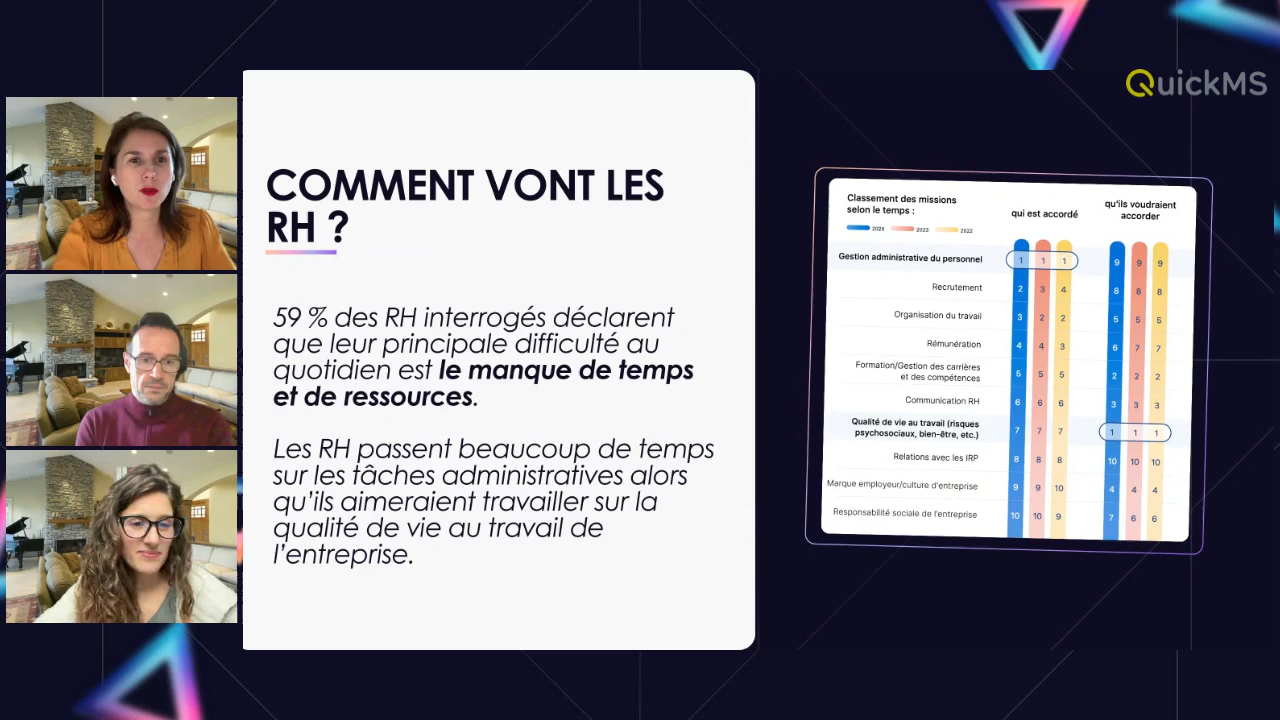 QuickMS
COMMENT VONT LES
RH ?
59 % des RH interrogés déclarent
que leur principale difficulté au
quotidien est le manque de temps
et de ressources.
Les RH passent beaucoup de temps
sur les tâches administratives alors
qu'ils aimeraient travailler sur la
qualité de vie au travail de
l'entreprise.
Classement des missions
selon le temps :
qui est accordé
qu'ils voudraient
accorder
2024 2023 2022
Gestion administrative du personnel 1 1 1 9 9 9
Recrutement 2 3 4 8 8 8
Organisation du travail 3 2 2 5 5 5
Rémunération 4 4 3 6 7 7
Formation/Gestion des carrières
et des compétences 5 5 5 2 2 2
Communication RH 6 6 6 3 3 3
Qualité de vie au travail (risques
psychosociaux, bien-être, etc.) 7 7 7 1 1 1
Relations avec les IRP 8 8 8 10 10 10
Marque employeur/culture d'entreprise 9 9 10 4 4 4
Responsabilité sociale de l'entreprise 10 10 9 7 6 6